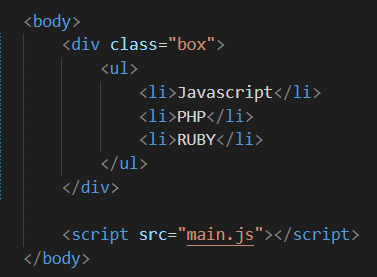 <body>
<div class="box">
<ul>
<li>Javascript</li>
<li>PHP</li>
<li>RUBY</li>
</ul>
</div>
<script src="main.js"></script>
</body>